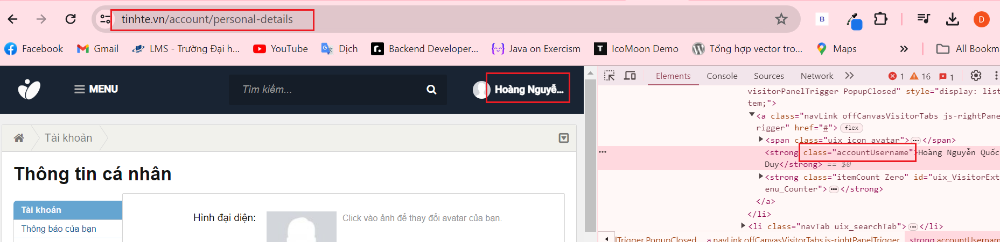 tinhte.vn/account/personal-details
B
D
Facebook
Gmail
LMS - Trường Đại h...
YouTube
Dịch
Backend Developer...
Java on Exercism
IcoMoon Demo
Tổng hợp vector tro...
Maps
»
All Bookm
MENU
Tìm kiếm...
Hoàng Nguyễ...
Tài khoản
Thông tin cá nhân
Tài khoản
Thông báo của bạn
Hình đại diện:
Click vào ảnh để thay đổi avatar của bạn.
Elements
Console
Sources
Network
»
1
16
1
visitorPanelTrigger PopupClosed" style="display: list
tem;">
<a class="navLink offCanvasVisitorTabs js-rightPane
rigger" href="#"> flex
<span class="uix_icon avatar">…</span>
<strong class="accountUsername">Hoàng Nguyễn Quốc
Duy</strong> == $0
<strong class="itemCount Zero" id="uix_VisitorExt
enu_Counter">…</strong>
</a>
</li>
<li class="navTab uix_searchTab">…</li>
lTrigger.PopupClosed
a.navLink.offCanvasVisitorTabs.js-rightPanelTrigger
strong.accountUserna